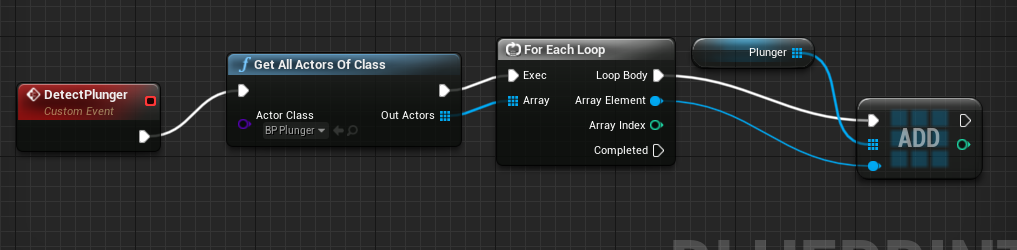 DetectPlunger
Custom Event
f Get All Actors Of Class
Actor Class
BP Plunger
Out Actors
For Each Loop
Exec
Loop Body
Array
Array Element
Array Index
Completed
Plunger
ADD
BLUEPRINT